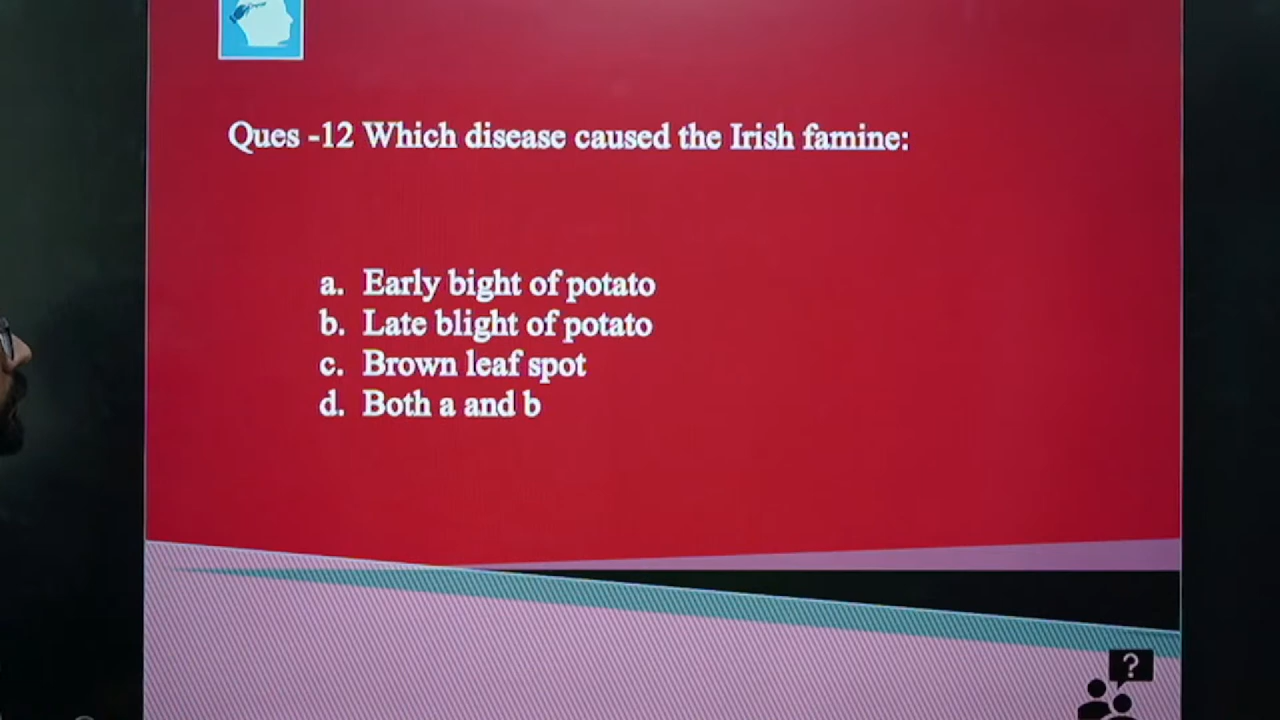 Ques -12 Which disease caused the Irish famine:
a. Early bight of potato
b. Late blight of potato
c. Brown leaf spot
d. Both a and b
?